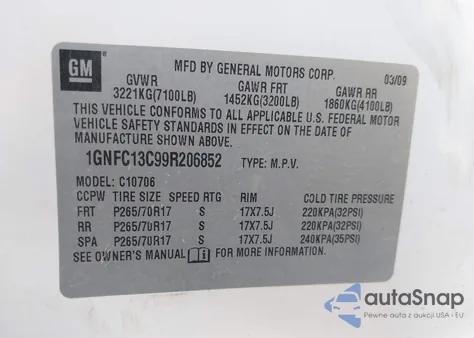 GM
MFD BY GENERAL MOTORS CORP. 03/09
GVWR GAWR FRT GAWR RR
3221KG(7100LB) 1452KG(3200LB) 1860KG(4100LB)
THIS VEHICLE CONFORMS TO ALL APPLICABLE U.S. FEDERAL MOTOR
VEHICLE SAFETY STANDARDS IN EFFECT ON THE DATE OF
MANUFACTURE SHOWN ABOVE.
1GNFC13C99R206852 TYPE: M.P.V.
MODEL: C10706
CCPW TIRE SIZE SPEED RTG RIM COLD TIRE PRESSURE
FRT P265/70R17 S 17X7.5J 220KPA(32PSI)
RR P265/70R17 S 17X7.5J 220KPA(32PSI)
SPA P265/70R17 S 17X7.5J 240KPA(35PSI)
SEE OWNER'S MANUAL FOR MORE INFORMATION.
autoSnap
Pewne auta z aukcji USA i EU